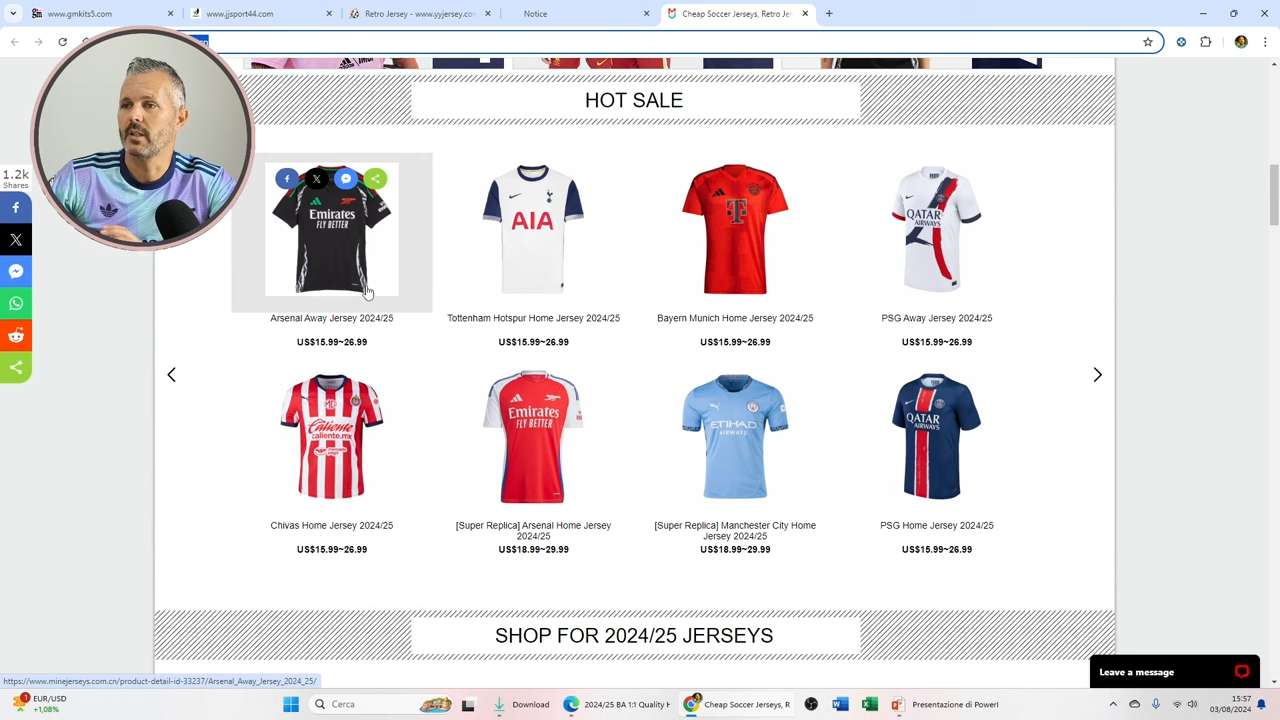 www.gmkits5.com
www.jjsport44.com
Retro Jersey - www.yyjersey.co
Notice
Cheap Soccer Jerseys, Retro Jer
HOT SALE
1.2k
Shares
Emirates
FLY BETTER
AIA
T
QATAR
AIRWAYS
Arsenal Away Jersey 2024/25
Tottenham Hotspur Home Jersey 2024/25
Bayern Munich Home Jersey 2024/25
PSG Away Jersey 2024/25
US$15.99~26.99
US$15.99~26.99
US$15.99~26.99
US$15.99~26.99
Caliente
caliente.mx
Emirates
FLY BETTER
ETIHAD
AIRWAYS
QATAR
AIRWAYS
Chivas Home Jersey 2024/25
[Super Replica] Arsenal Home Jersey
2024/25
[Super Replica] Manchester City Home
Jersey 2024/25
PSG Home Jersey 2024/25
US$15.99~26.99
US$18.99~29.99
US$18.99~29.99
US$15.99~26.99
SHOP FOR 2024/25 JERSEYS
Leave a message
https://www.minejerseys.com.cn/product-detail-id-33237/Arsenal_Away_Jersey_2024_25/
1
EUR/USD
+1,08%
Cerca
Download
2024/25 BA 1:1 Quality H
Cheap Soccer Jerseys, R
Presentazione di PowerI
15:57
03/08/2024